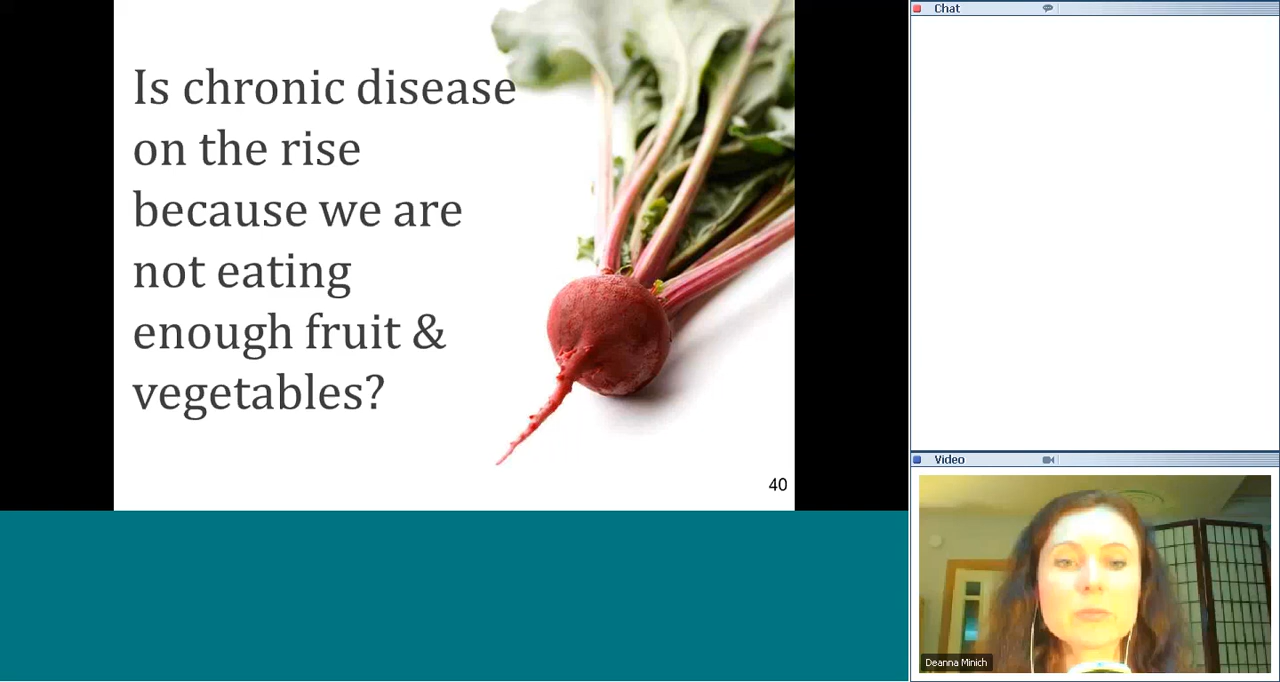 Is chronic disease
on the rise
because we are
not eating
enough fruit &
vegetables?
40
Chat
Video
Deanna Minich